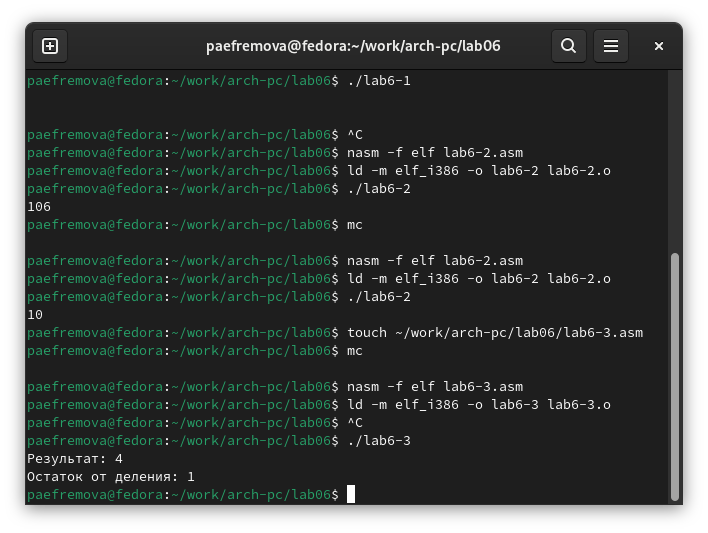 paefremova@fedora:~/work/arch-pc/lab06
paefremova@fedora:~/work/arch-pc/lab06$ ./lab6-1
paefremova@fedora:~/work/arch-pc/lab06$ ^C
paefremova@fedora:~/work/arch-pc/lab06$ nasm -f elf lab6-2.asm
paefremova@fedora:~/work/arch-pc/lab06$ ld -m elf_i386 -o lab6-2 lab6-2.o
paefremova@fedora:~/work/arch-pc/lab06$ ./lab6-2
106
paefremova@fedora:~/work/arch-pc/lab06$ mc
paefremova@fedora:~/work/arch-pc/lab06$ nasm -f elf lab6-2.asm
paefremova@fedora:~/work/arch-pc/lab06$ ld -m elf_i386 -o lab6-2 lab6-2.o
paefremova@fedora:~/work/arch-pc/lab06$ ./lab6-2
10
paefremova@fedora:~/work/arch-pc/lab06$ touch ~/work/arch-pc/lab06/lab6-3.asm
paefremova@fedora:~/work/arch-pc/lab06$ mc
paefremova@fedora:~/work/arch-pc/lab06$ nasm -f elf lab6-3.asm
paefremova@fedora:~/work/arch-pc/lab06$ ld -m elf_i386 -o lab6-3 lab6-3.o
paefremova@fedora:~/work/arch-pc/lab06$ ^C
paefremova@fedora:~/work/arch-pc/lab06$ ./lab6-3
Результат: 4
Остаток от деления: 1
paefremova@fedora:~/work/arch-pc/lab06$